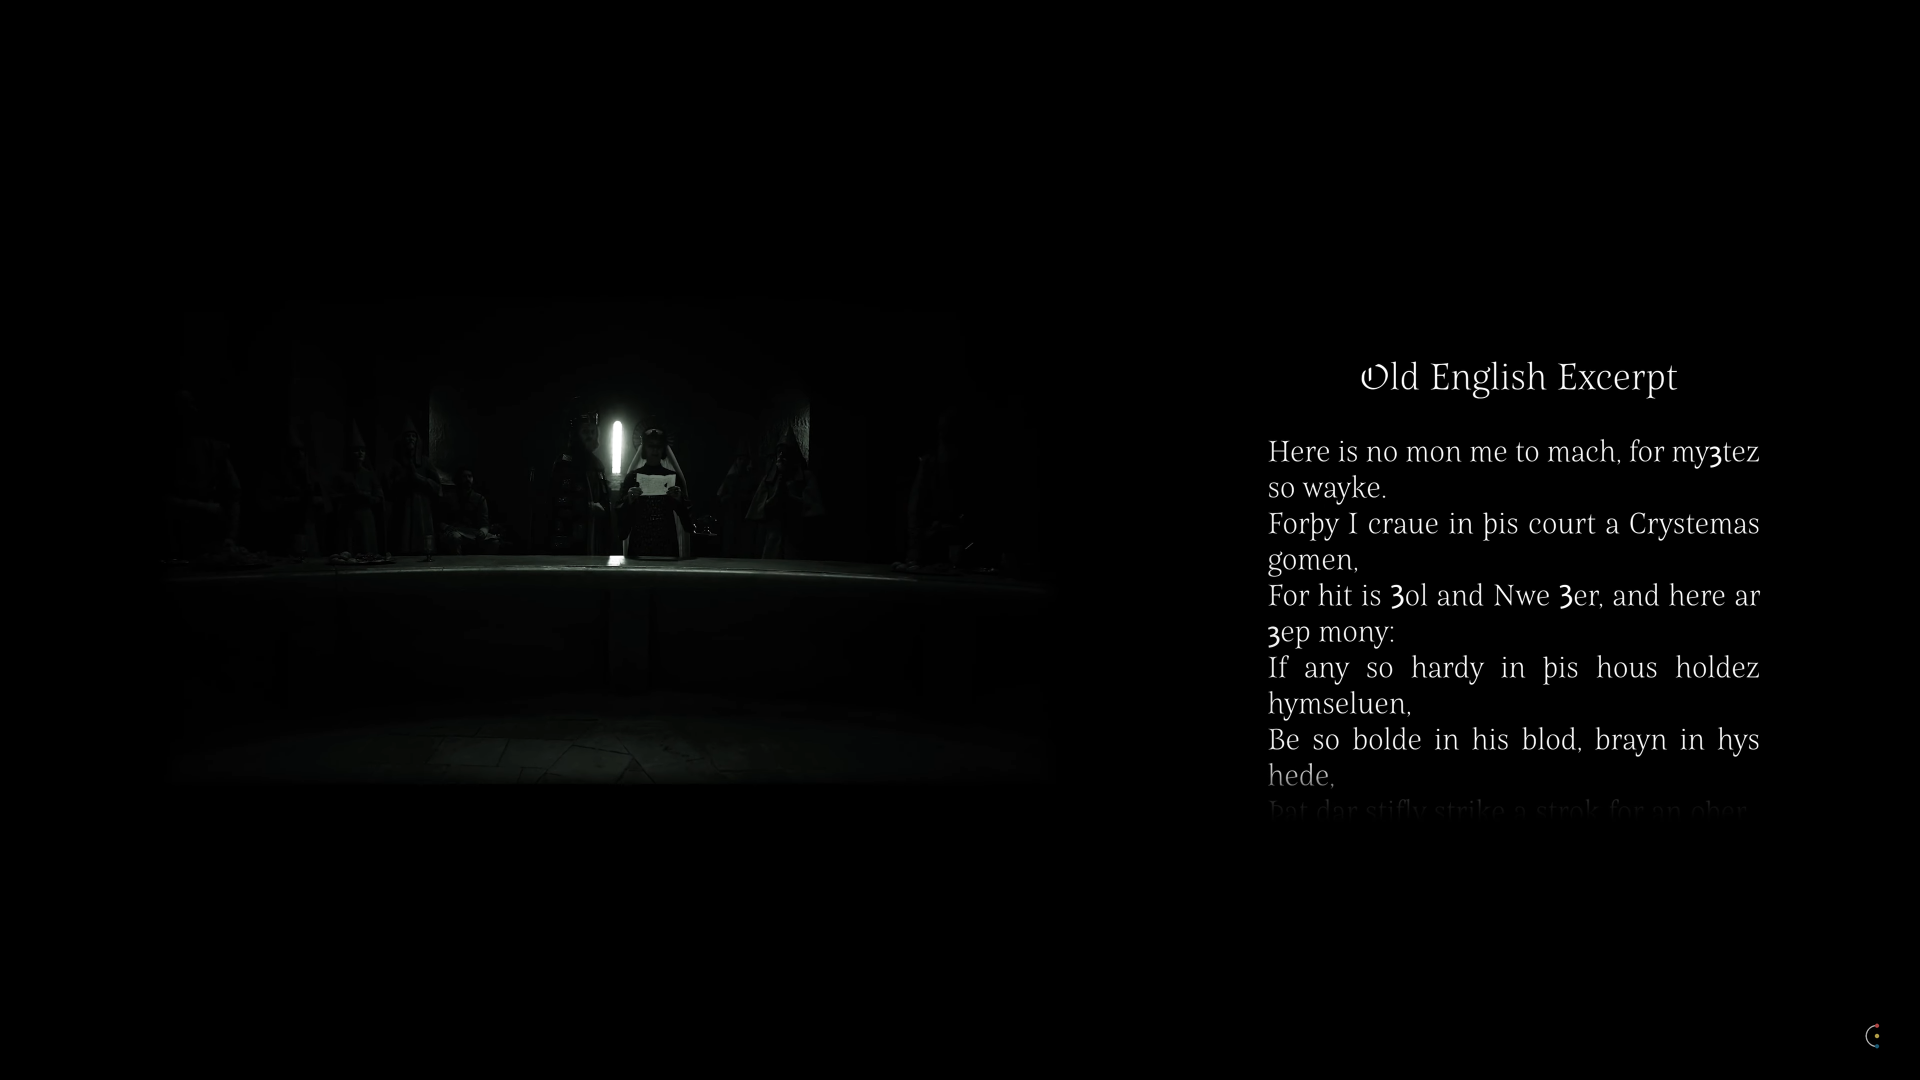 Old English Excerpt
Here is no mon me to mach, for myȝtez
so wayke.
Forþy I craue in þis court a Crystemas
gomen,
For hit is Ȝol and Nwe Ȝer, and here ar
ȝep mony:
If any so hardy in þis hous holdez
hymseluen,
Be so bolde in his blod, brayn in hys
hede,
Þat dar stifly strike a strok for an oþer